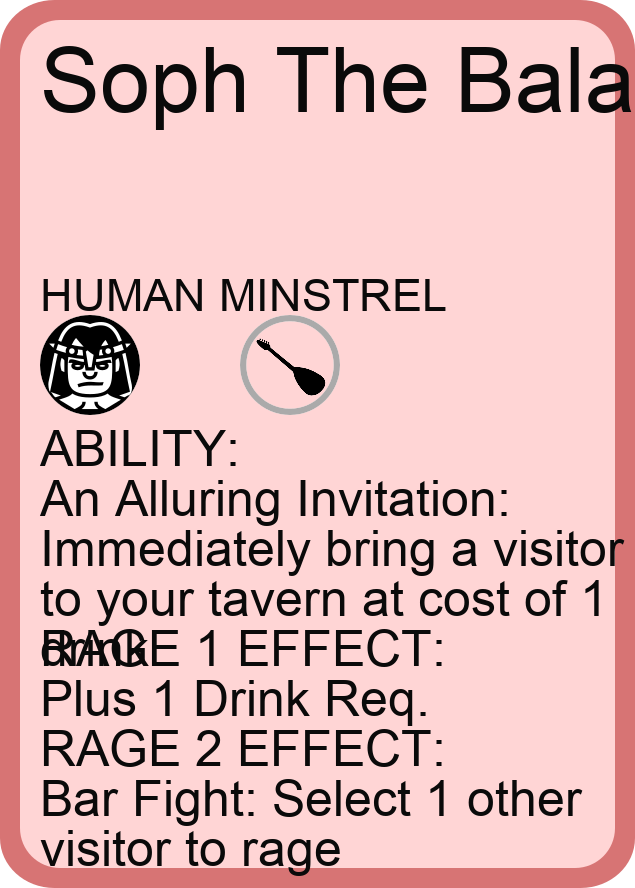 Soph The Bala
HUMAN MINSTREL
ABILITY:
An Alluring Invitation:
Immediately bring a visitor
to your tavern at cost of 1
drink
RAGE 1 EFFECT:
Plus 1 Drink Req.
RAGE 2 EFFECT:
Bar Fight: Select 1 other
visitor to rage